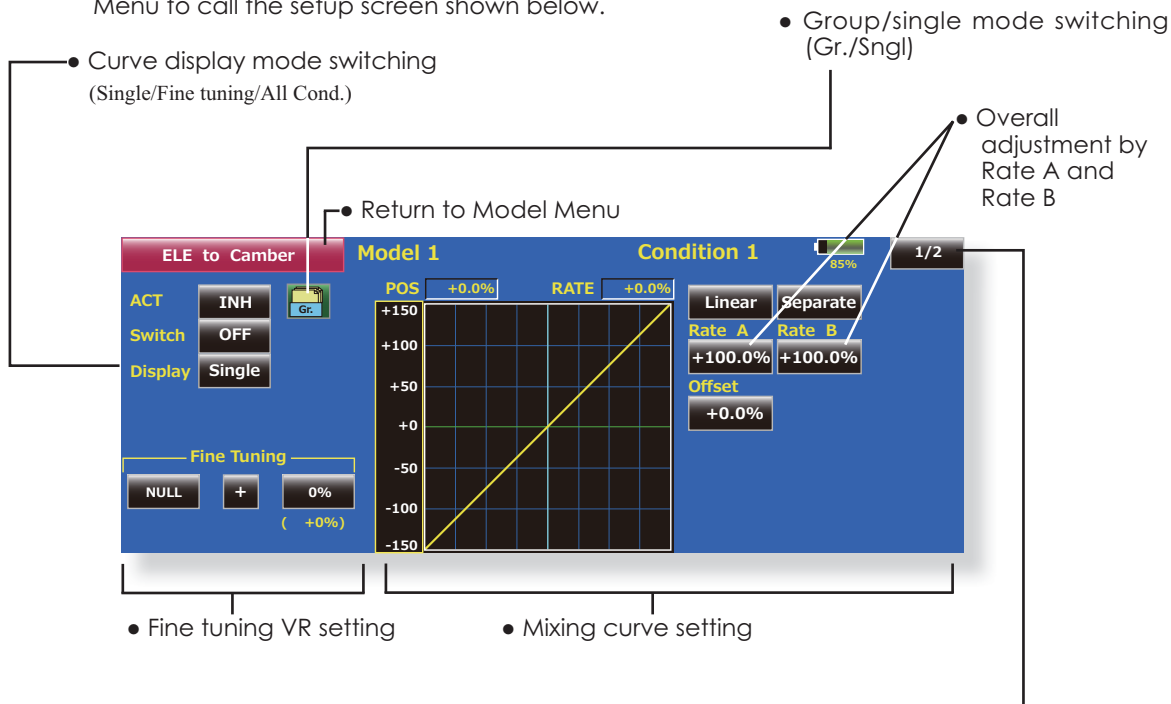 Menu to call the setup screen shown below.
● Group/single mode switching
(Gr./Sngl)
● Curve display mode switching
(Single/Fine tuning/All Cond.)
● Overall
adjustment by
Rate A and
Rate B
● Return to Model Menu
ELE to Camber
Model 1
Condition 1
85%
1/2
ACT INH
Gr.
Switch OFF
Display Single
POS +0.0% RATE +0.0%
+150
+100
+50
+0
-50
-100
-150
Linear Separate
Rate A Rate B
+100.0% +100.0%
Offset
+0.0%
Fine Tuning
NULL + 0%
( +0%)
● Fine tuning VR setting
● Mixing curve setting